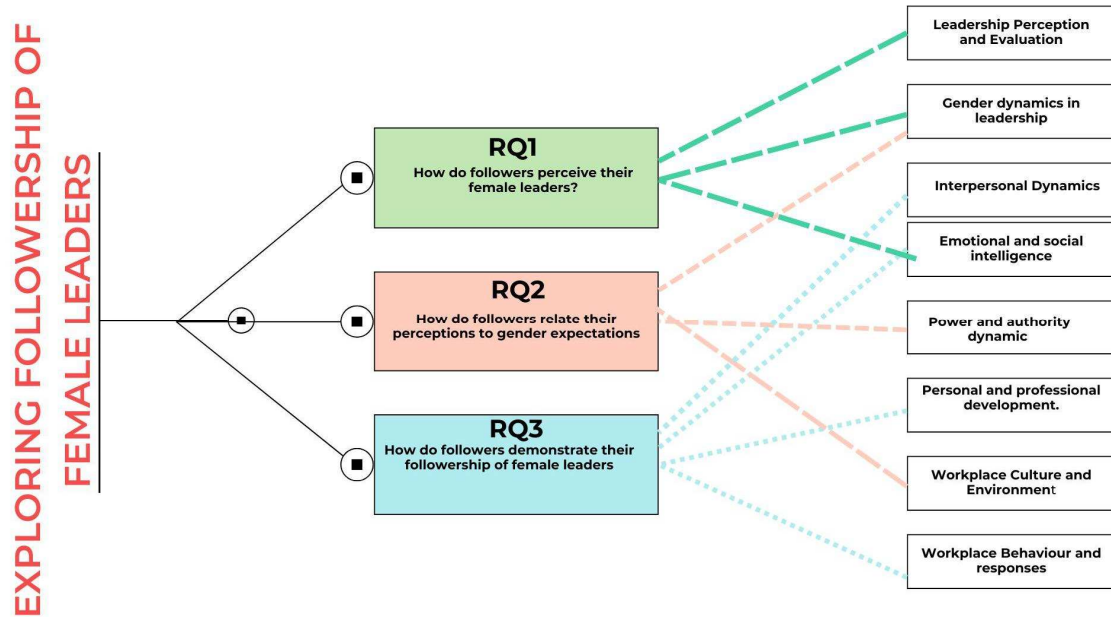 EXPLORING FOLLOWERSHIP OF
FEMALE LEADERS
RQ1
How do followers perceive their
female leaders?
RQ2
How do followers relate their
perceptions to gender expectations
RQ3
How do followers demonstrate their
followership of female leaders
Leadership Perception
and Evaluation
Gender dynamics in
leadership
Interpersonal Dynamics
Emotional and social
intelligence
Power and authority
dynamic
Personal and professional
development.
Workplace Culture and
Environment
Workplace Behaviour and
responses